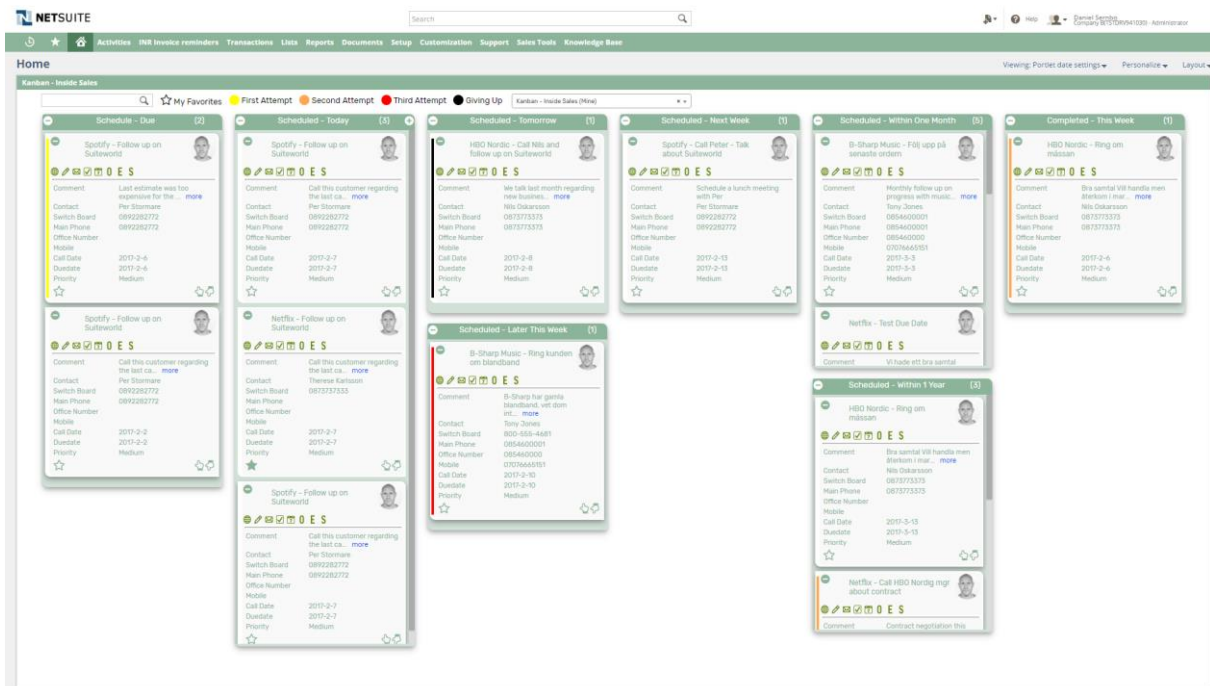 NETSUITE
Search
Help
Daniel Sernbo
Activities INR Invoice reminders Transactions Lists Reports Documents Setup Customization Support Sales Tools Knowledge Base
Home
Viewing: Portlet date settings Personalize Layout
Kanban - Inside Sales
My Favorites First Attempt Second Attempt Third Attempt Giving Up Kanban - Inside Sales (Mine)
Schedule - Due (2)
Spotify - Follow up on
Suiteworld
O E S
Comment Last estimate was too
expensive for the ... more
Contact Per Stormare
Switch Board 0892282772
Main Phone 0892282772
Office Number
Mobile
Call Date 2017-2-6
Duedate 2017-2-6
Priority Medium
Spotify - Follow up on
Suiteworld
O E S
Comment Call this customer regarding
the last ca... more
Contact Per Stormare
Switch Board 0892282772
Main Phone 0892282772
Office Number
Mobile
Call Date 2017-2-2
Duedate 2017-2-2
Priority Medium
Scheduled - Today (3)
Spotify - Follow up on
Suiteworld
O E S
Comment Call this customer regarding
the last ca... more
Contact Per Stormare
Switch Board 0892282772
Main Phone 0892282772
Office Number
Mobile
Call Date 2017-2-7
Duedate 2017-2-7
Priority Medium
Netflix - Follow up on
Suiteworld
O E S
Comment Call this customer regarding
the last ca... more
Contact Therese Karlsson
Switch Board 0873737333
Main Phone
Office Number
Mobile
Call Date 2017-2-7
Duedate 2017-2-7
Priority Medium
Spotify - Follow up on
Suiteworld
O E S
Comment Call this customer regarding
the last ca... more
Contact Per Stormare
Switch Board 0892282772
Main Phone 0892282772
Office Number
Mobile
Call Date 2017-2-7
Duedate 2017-2-7
Priority Medium
Scheduled - Tomorrow (1)
HBO Nordic - Call Nils and
follow up on Suiteworld
O E S
Comment We talk last month regarding
new busines... more
Contact Nils Oskarsson
Switch Board 0873773373
Main Phone 0873773373
Office Number
Mobile
Call Date 2017-2-8
Duedate 2017-2-8
Priority Medium
Scheduled - Later This Week (1)
B-Sharp Music - Ring kunden
om blandband
O E S
Comment B-Sharp har gamla
blandband, vet dom
int... more
Contact Tony Jones
Switch Board 800-555-4681
Main Phone 0854600001
Office Number 085460000
Mobile 07076665151
Call Date 2017-2-10
Duedate 2017-2-10
Priority Medium
Scheduled - Next Week (1)
Spotify - Call Peter - Talk
about Suiteworld
O E S
Comment Schedule a lunch meeting
with Per
Contact Per Stormare
Switch Board 0892282772
Main Phone 0892282772
Office Number
Mobile
Call Date 2017-2-13
Duedate 2017-2-13
Priority Medium
Scheduled - Within One Month (5)
B-Sharp Music - Följ upp på
senaste ordern
O E S
Comment Monthly follow up on
progress with music... more
Contact Tony Jones
Switch Board 0854600001
Main Phone 0854600001
Office Number 085460000
Mobile 07076665151
Call Date 2017-3-3
Duedate 2017-3-3
Priority Medium
Netflix - Test Due Date
O E S
Comment Vi hade ett bra samtal
Scheduled - Within 1 Year (3)
HBO Nordic - Ring om
mässan
O E S
Comment Bra samtal Vill handla men
återkom i mar... more
Contact Nils Oskarsson
Switch Board 0873773373
Main Phone 0873773373
Office Number
Mobile
Call Date 2017-3-13
Duedate 2017-3-13
Priority Medium
Netflix - Call HBO Nordig mgr
about contract
O E S
Comment Contract negotiation this
Completed - This Week (1)
HBO Nordic - Ring om
mässan
O E S
Comment Bra samtal Vill handla men
återkom i mar... more
Contact Nils Oskarsson
Switch Board 0873773373
Main Phone 0873773373
Office Number
Mobile
Call Date 2017-2-6
Duedate 2017-2-6
Priority Medium